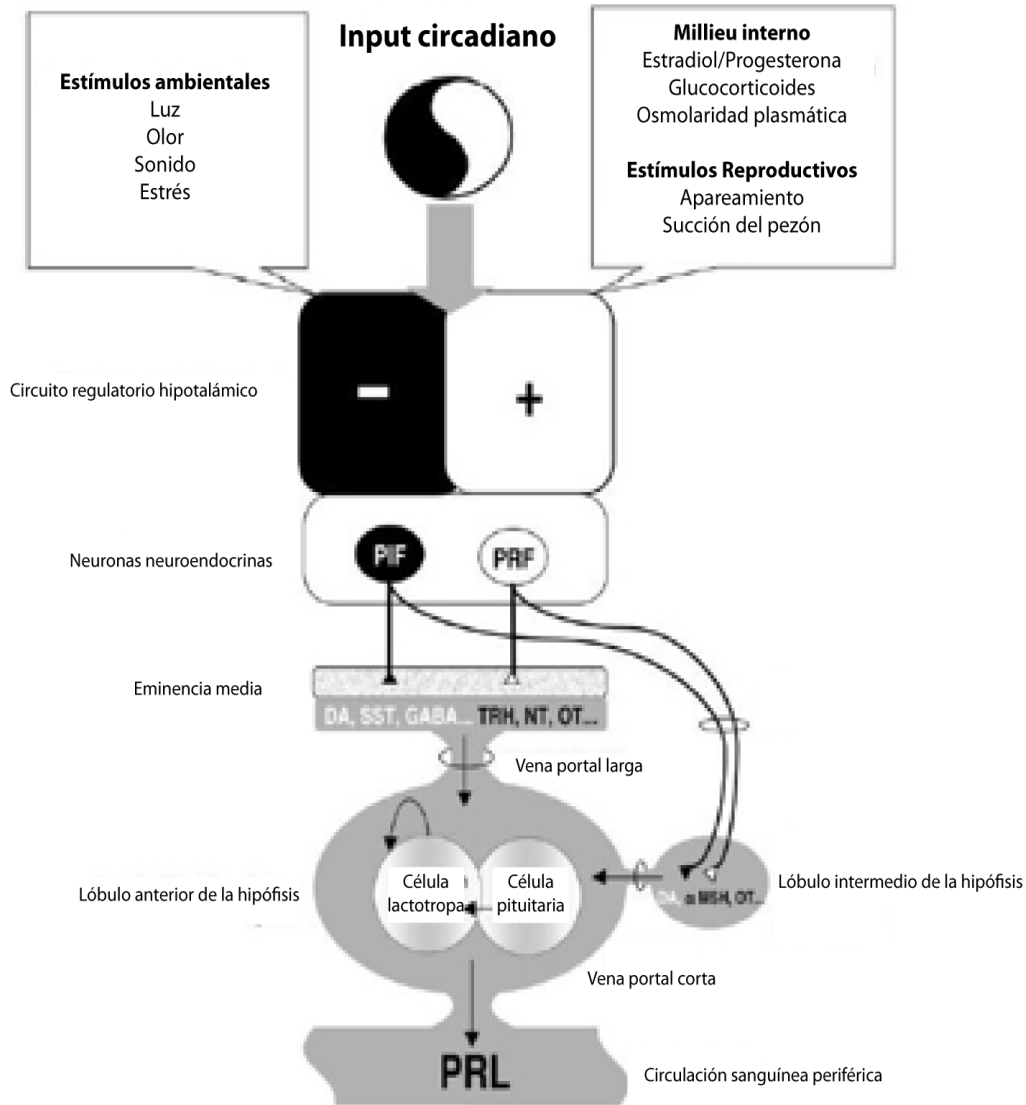 Input circadiano
Estímulos ambientales
Luz
Olor
Sonido
Estrés
Millieu interno
Estradiol/Progesterona
Glucocorticoides
Osmolaridad plasmática
Estímulos Reproductivos
Apareamiento
Succión del pezón
Circuito regulatorio hipotalámico
−
+
Neuronas neuroendocrinas
PIF
PRF
Eminencia media
DA, SST, GABA... TRH, NT, OT...
Vena portal larga
Lóbulo anterior de la hipófisis
Célula
lactotropa
Célula
pituitaria
Lóbulo intermedio de la hipófisis
DA, α MSH, OT...
Vena portal corta
PRL
Circulación sanguínea periférica